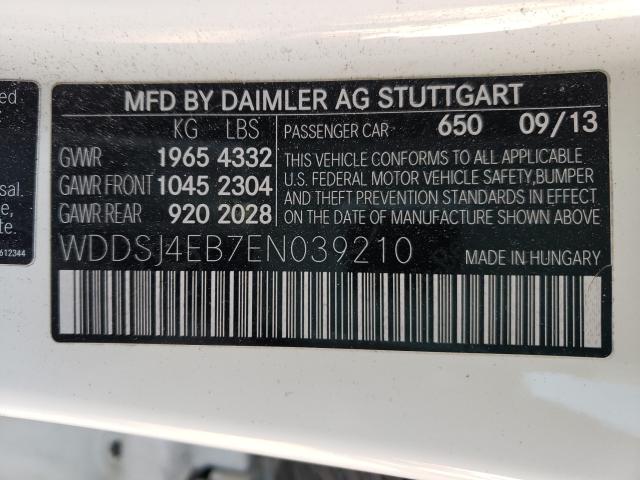 MFD BY DAIMLER AG STUTTGART
KG LBS
PASSENGER CAR 650 09/13
GVWR 1965 4332
GAWR FRONT 1045 2304
GAWR REAR 920 2028
THIS VEHICLE CONFORMS TO ALL APPLICABLE
U.S. FEDERAL MOTOR VEHICLE SAFETY,BUMPER
AND THEFT PREVENTION STANDARDS IN EFFECT
ON THE DATE OF MANUFACTURE SHOWN ABOVE.
WDDSJ4EB7EN039210
MADE IN HUNGARY
612344